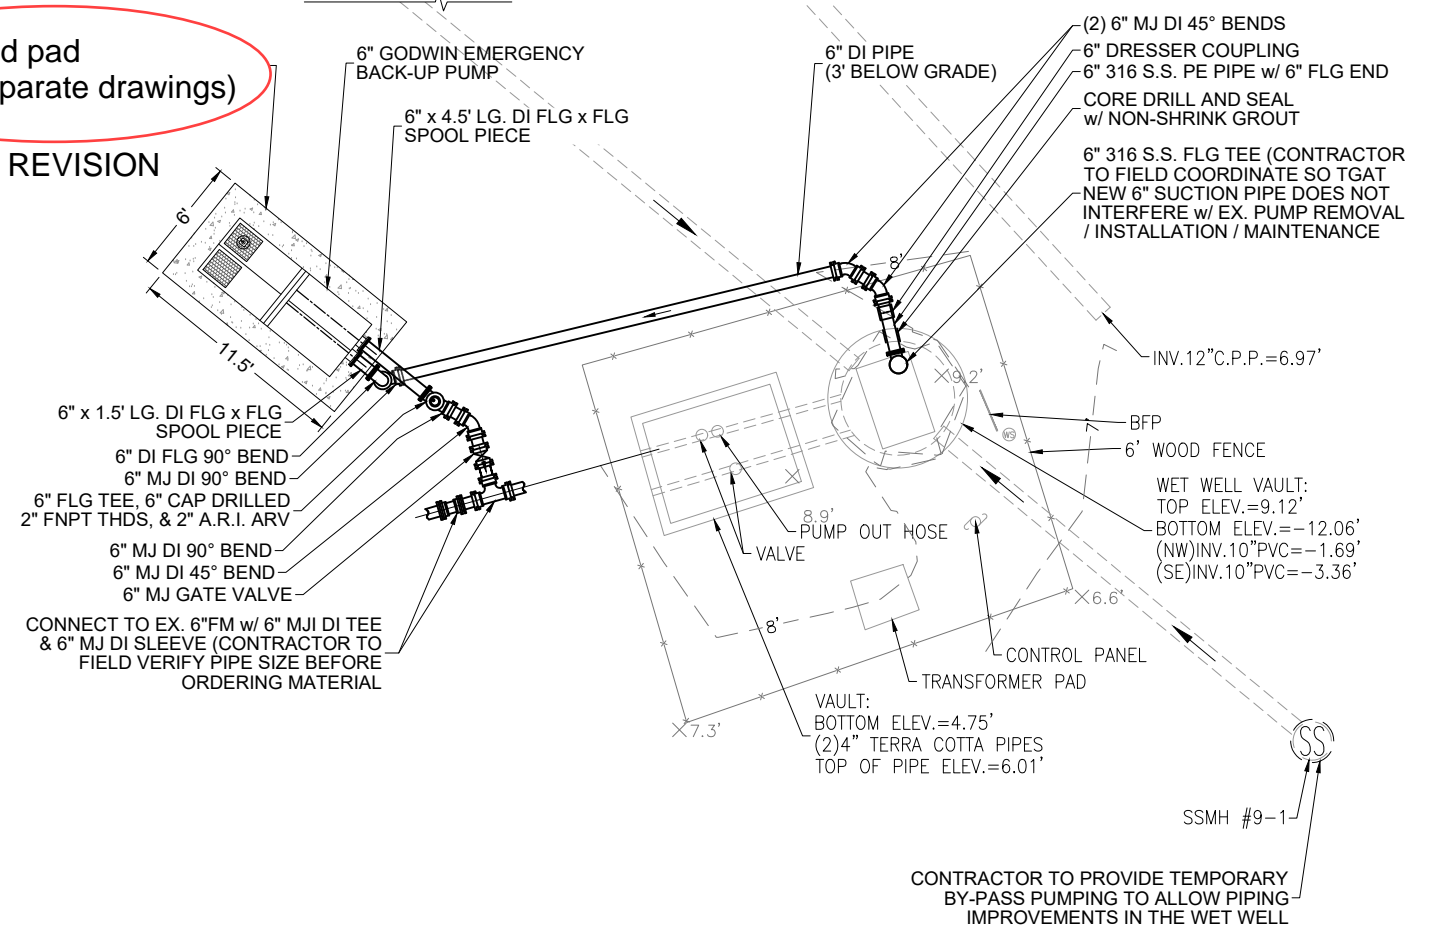 d pad
parate drawings)
REVISION
6" GODWIN EMERGENCY
BACK-UP PUMP
6" x 4.5' LG. DI FLG x FLG
SPOOL PIECE
6" DI PIPE
(3' BELOW GRADE)
(2) 6" MJ DI 45° BENDS
6" DRESSER COUPLING
6" 316 S.S. PE PIPE w/ 6" FLG END
CORE DRILL AND SEAL
w/ NON-SHRINK GROUT
6" 316 S.S. FLG TEE (CONTRACTOR
TO FIELD COORDINATE SO TGAT
NEW 6" SUCTION PIPE DOES NOT
INTERFERE w/ EX. PUMP REMOVAL
/ INSTALLATION / MAINTENANCE
6'
11.5'
8'
INV.12"C.P.P.=6.97'
9.2'
BFP
WS
6' WOOD FENCE
WET WELL VAULT:
TOP ELEV.=9.12'
BOTTOM ELEV.=-12.06'
(NW)INV.10"PVC=-1.69'
(SE)INV.10"PVC=-3.36'
6" x 1.5' LG. DI FLG x FLG
SPOOL PIECE
6" DI FLG 90° BEND
6" MJ DI 90° BEND
6" FLG TEE, 6" CAP DRILLED
2" FNPT THDS, & 2" A.R.I. ARV
6" MJ DI 90° BEND
6" MJ DI 45° BEND
6" MJ GATE VALVE
CONNECT TO EX. 6"FM w/ 6" MJI DI TEE
& 6" MJ DI SLEEVE (CONTRACTOR TO
FIELD VERIFY PIPE SIZE BEFORE
ORDERING MATERIAL
8.9'
PUMP OUT HOSE
VALVE
6.6'
8'
CONTROL PANEL
TRANSFORMER PAD
7.3'
VAULT:
BOTTOM ELEV.=4.75'
(2)4" TERRA COTTA PIPES
TOP OF PIPE ELEV.=6.01'
SS
SSMH #9-1
CONTRACTOR TO PROVIDE TEMPORARY
BY-PASS PUMPING TO ALLOW PIPING
IMPROVEMENTS IN THE WET WELL